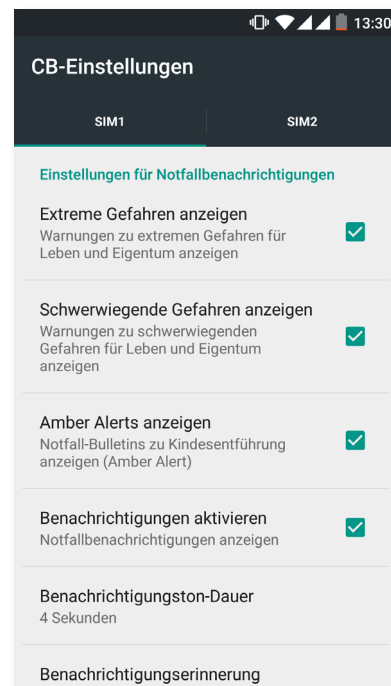 13:30
CB-Einstellungen
SIM1 SIM2
Einstellungen für Notfallbenachrichtigungen
Extreme Gefahren anzeigen
Warnungen zu extremen Gefahren für
Leben und Eigentum anzeigen
Schwerwiegende Gefahren anzeigen
Warnungen zu schwerwiegenden
Gefahren für Leben und Eigentum
anzeigen
Amber Alerts anzeigen
Notfall-Bulletins zu Kindesentführung
anzeigen (Amber Alert)
Benachrichtigungen aktivieren
Notfallbenachrichtigungen anzeigen
Benachrichtigungston-Dauer
4 Sekunden
Benachrichtigungserinnerung